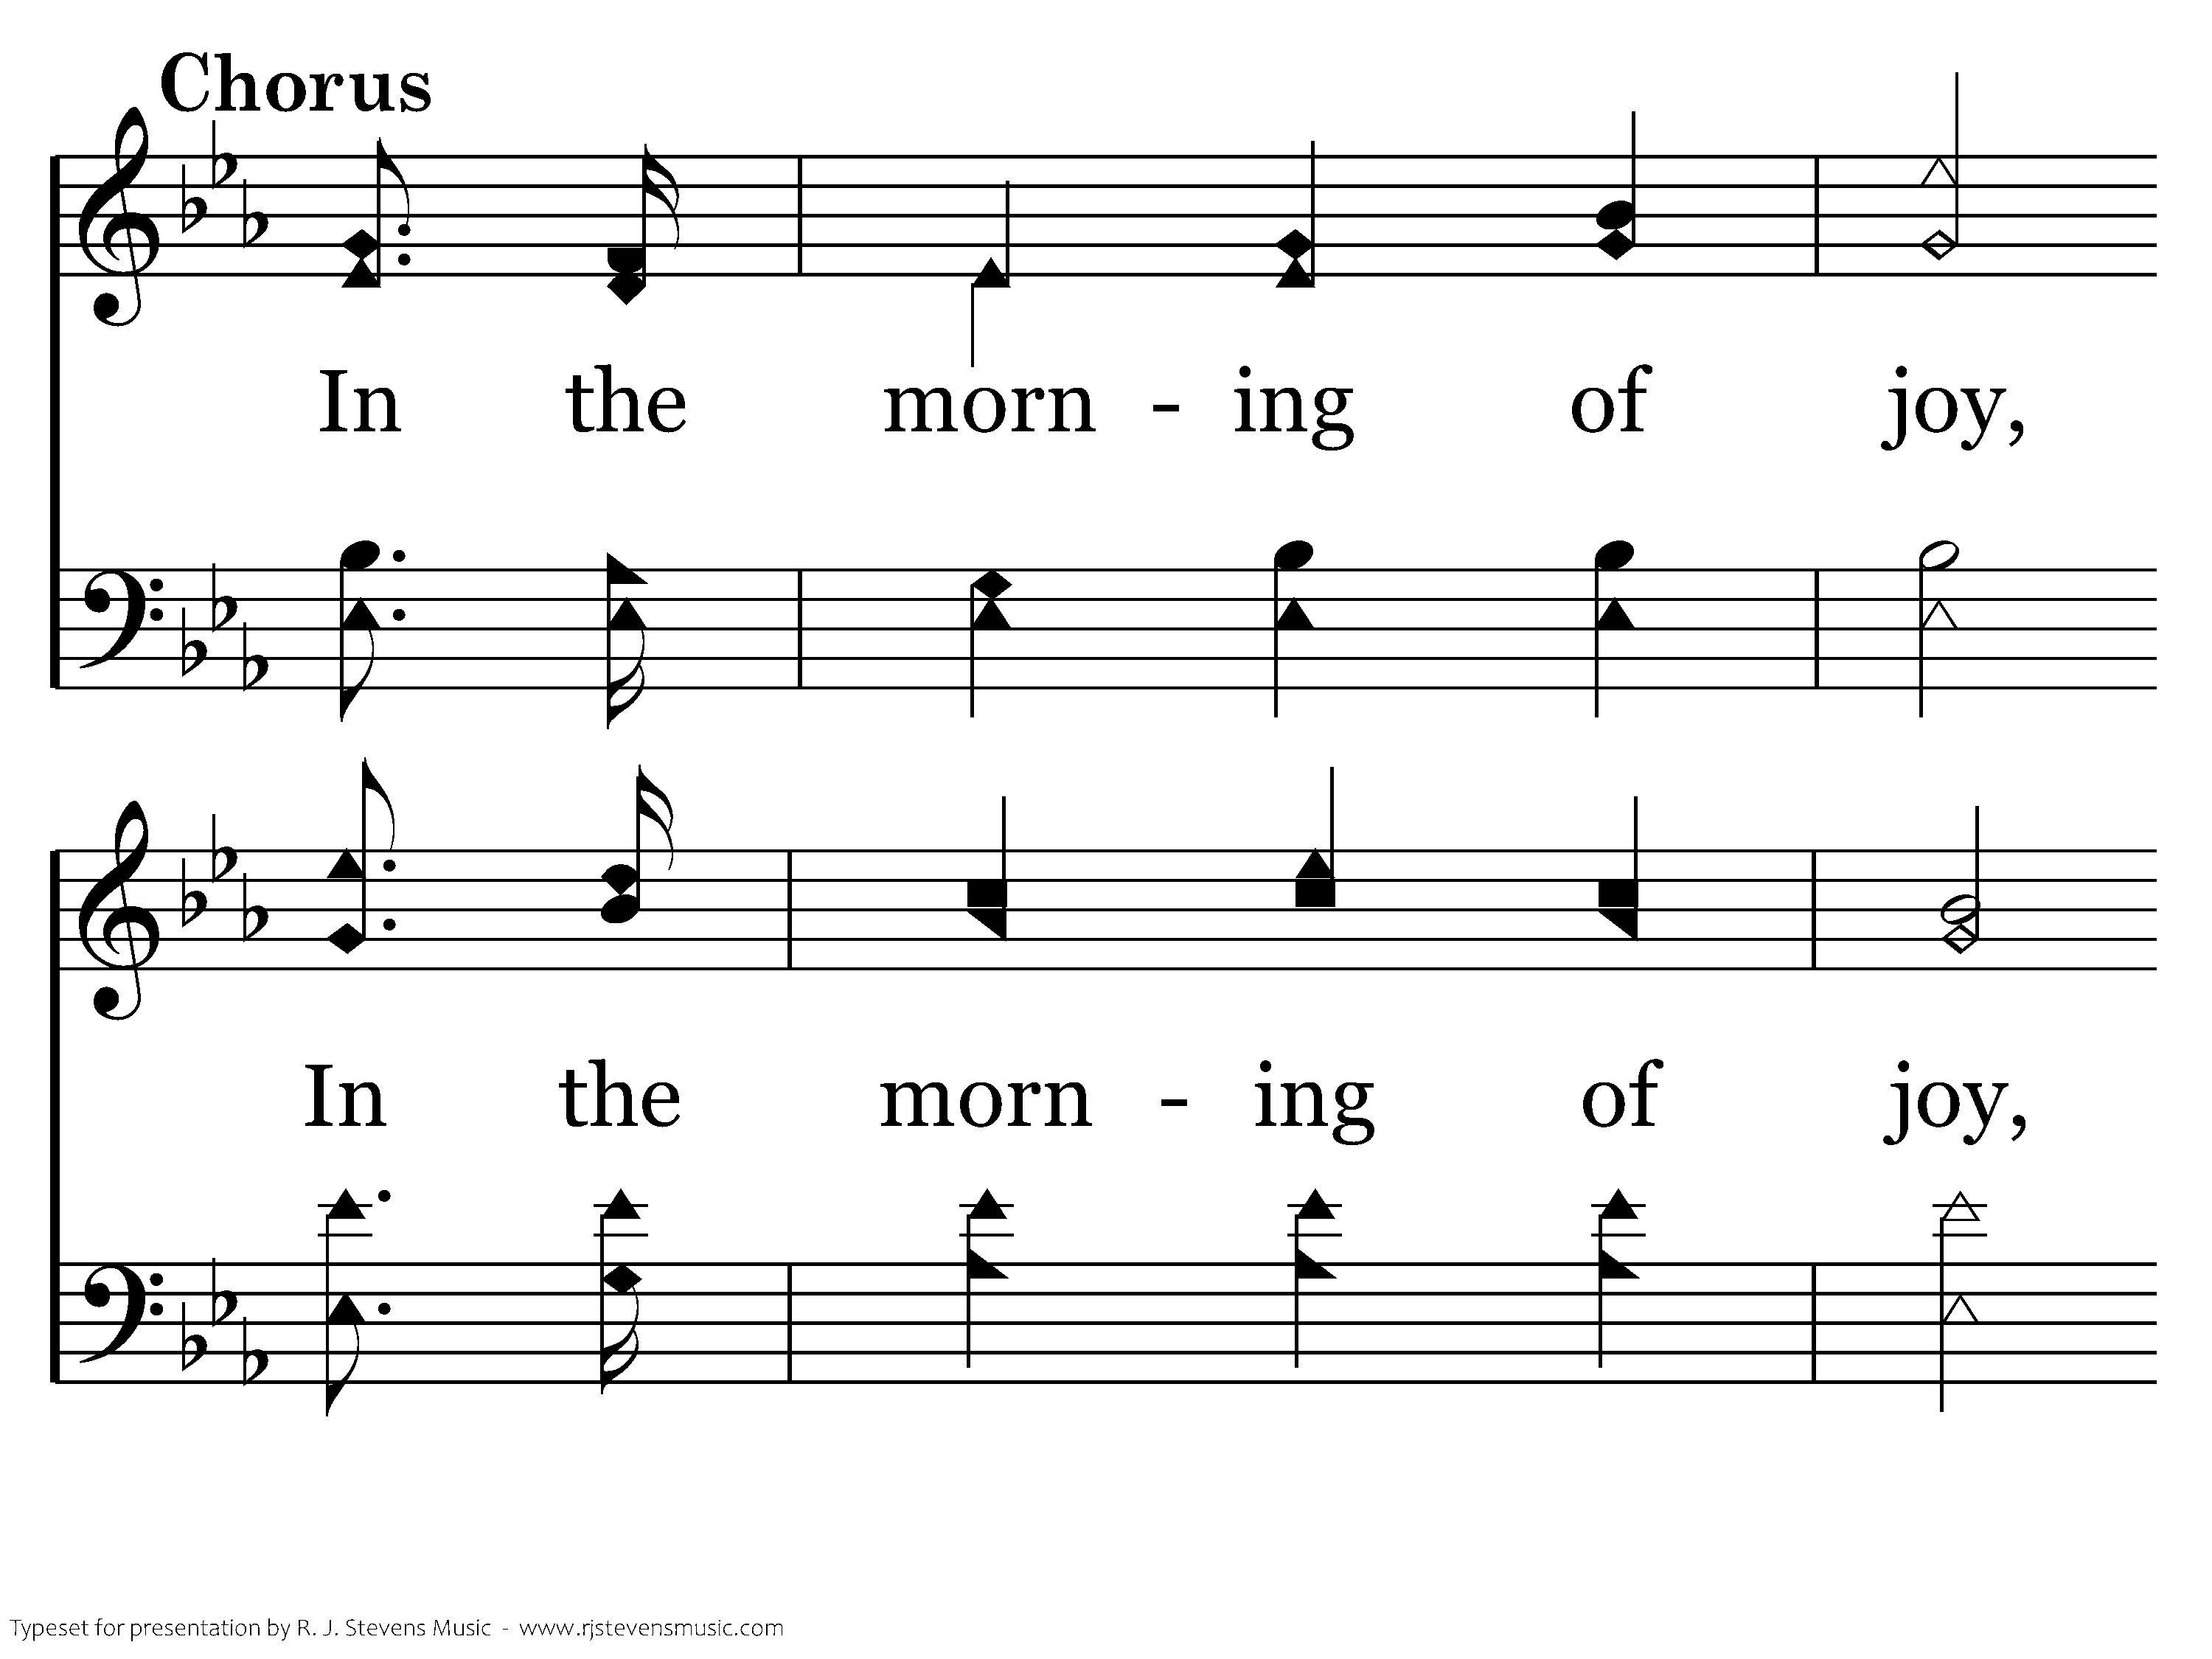 Chorus
In the morn - ing of joy,
In the morn - ing of joy,
Typeset for presentation by R. J. Stevens Music - www.rjstevensmusic.com